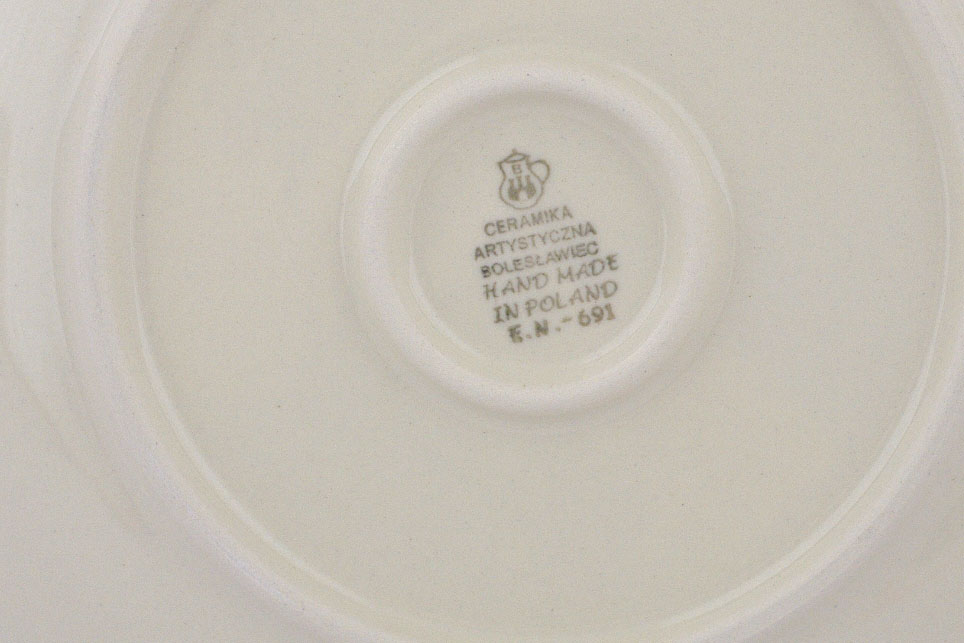 B
CERAMIKA
ARTYSTYCZNA
BOLESŁAWIEC
HAND MADE
IN POLAND
E.N.-691